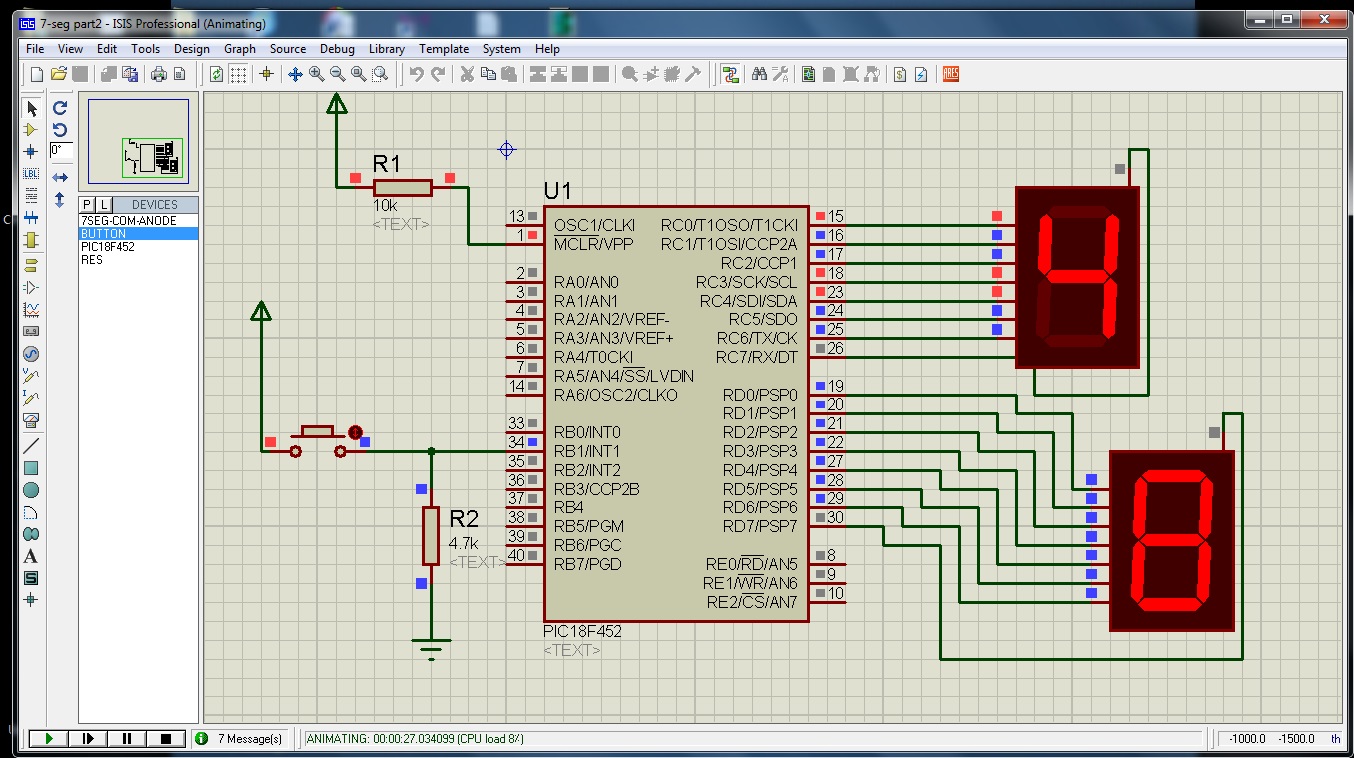 7-seg part2 - ISIS Professional (Animating)
File View Edit Tools Design Graph Source Debug Library Template System Help
ARES
LBL
0°
P L DEVICES
7SEG-COM-ANODE
BUTTON
PIC18F452
RES
A
S
R1
10k
<TEXT>
U1
13 OSC1/CLKI RC0/T1OSO/T1CKI 15
1 MCLR/VPP RC1/T1OSI/CCP2A 16
RC2/CCP1 17
2 RA0/AN0 RC3/SCK/SCL 18
3 RA1/AN1 RC4/SDI/SDA 23
4 RA2/AN2/VREF- RC5/SDO 24
5 RA3/AN3/VREF+ RC6/TX/CK 25
6 RA4/T0CKI RC7/RX/DT 26
7 RA5/AN4/SS/LVDIN
14 RA6/OSC2/CLKO RD0/PSP0 19
RD1/PSP1 20
33 RB0/INT0 RD2/PSP2 21
34 RB1/INT1 RD3/PSP3 22
35 RB2/INT2 RD4/PSP4 27
36 RB3/CCP2B RD5/PSP5 28
37 RB4 RD6/PSP6 29
38 RB5/PGM RD7/PSP7 30
39 RB6/PGC
40 RB7/PGD RE0/RD/AN5 8
RE1/WR/AN6 9
RE2/CS/AN7 10
PIC18F452
<TEXT>
R2
4.7k
<TEXT>
4
8
7 Message(s) ANIMATING: 00:00:27.034099 (CPU load 8%) -1000.0 -1500.0 th